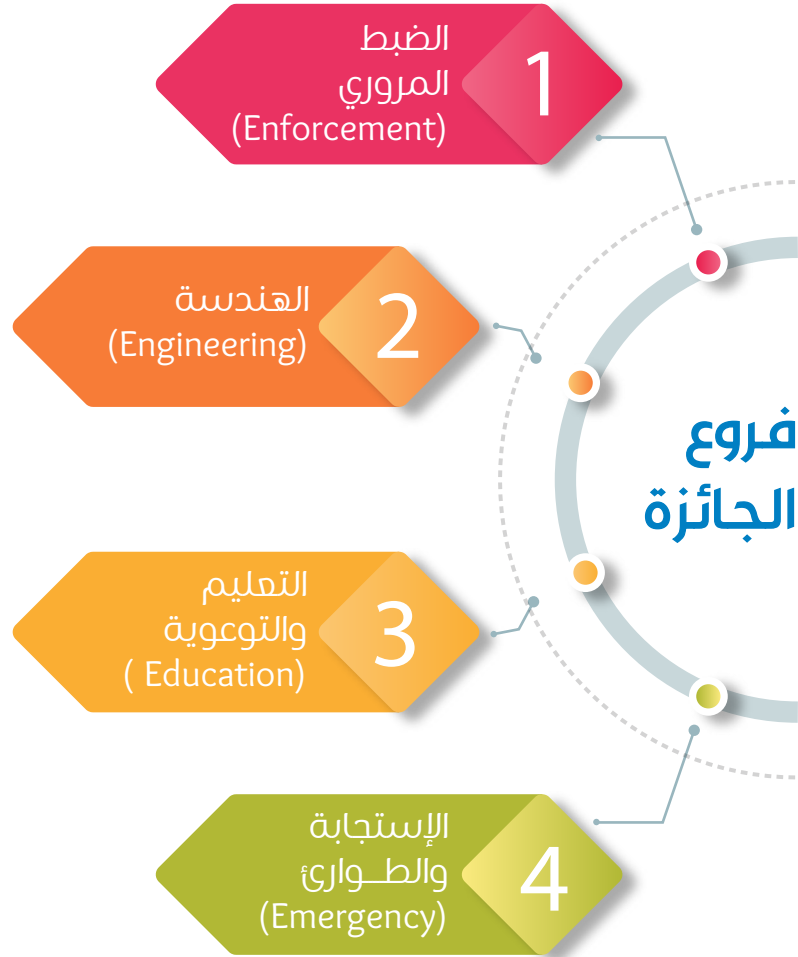 فروع
الجائزة
1
الضبط
المروري
(Enforcement)
2
الهندسة
(Engineering)
3
التعليم
والتوعوية
( Education)
4
الإستجابة
والطــوارئ
(Emergency)